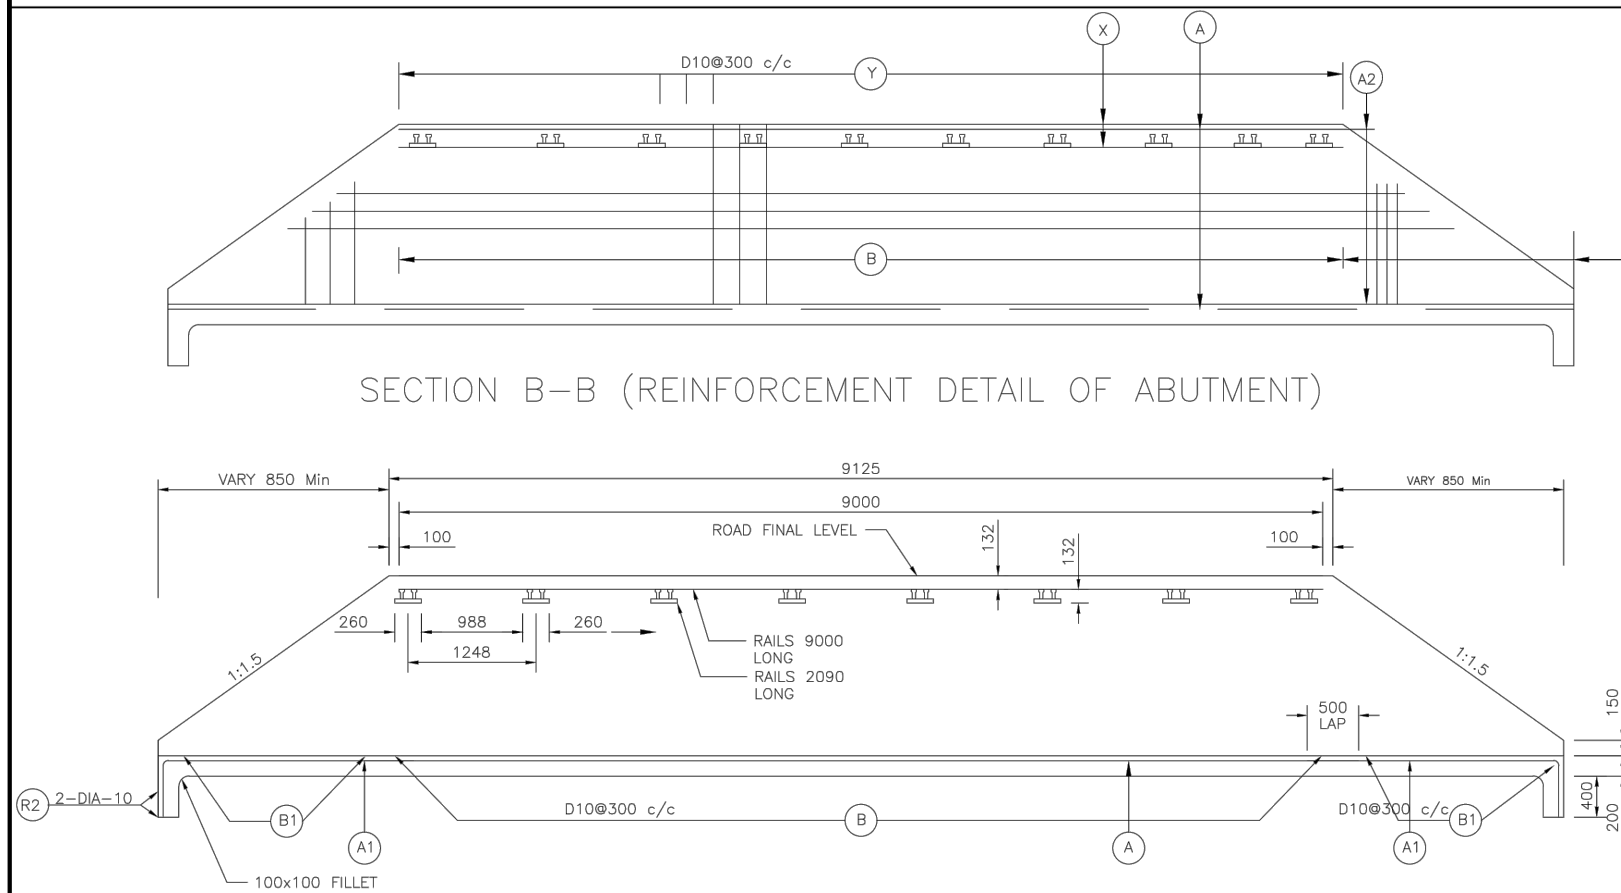 X
A
D10@300 c/c
Y
A2
B
SECTION B-B (REINFORCEMENT DETAIL OF ABUTMENT)
9125
VARY 850 Min
VARY 850 Min
9000
ROAD FINAL LEVEL
100
132
132
100
260
988
260
1248
RAILS 9000
LONG
RAILS 2090
LONG
1:1.5
1:1.5
500
LAP
150
R2
2-DIA-10
B1
D10@300 c/c
B
D10@300 c/c
B1
400
200
A1
A
A1
100x100 FILLET